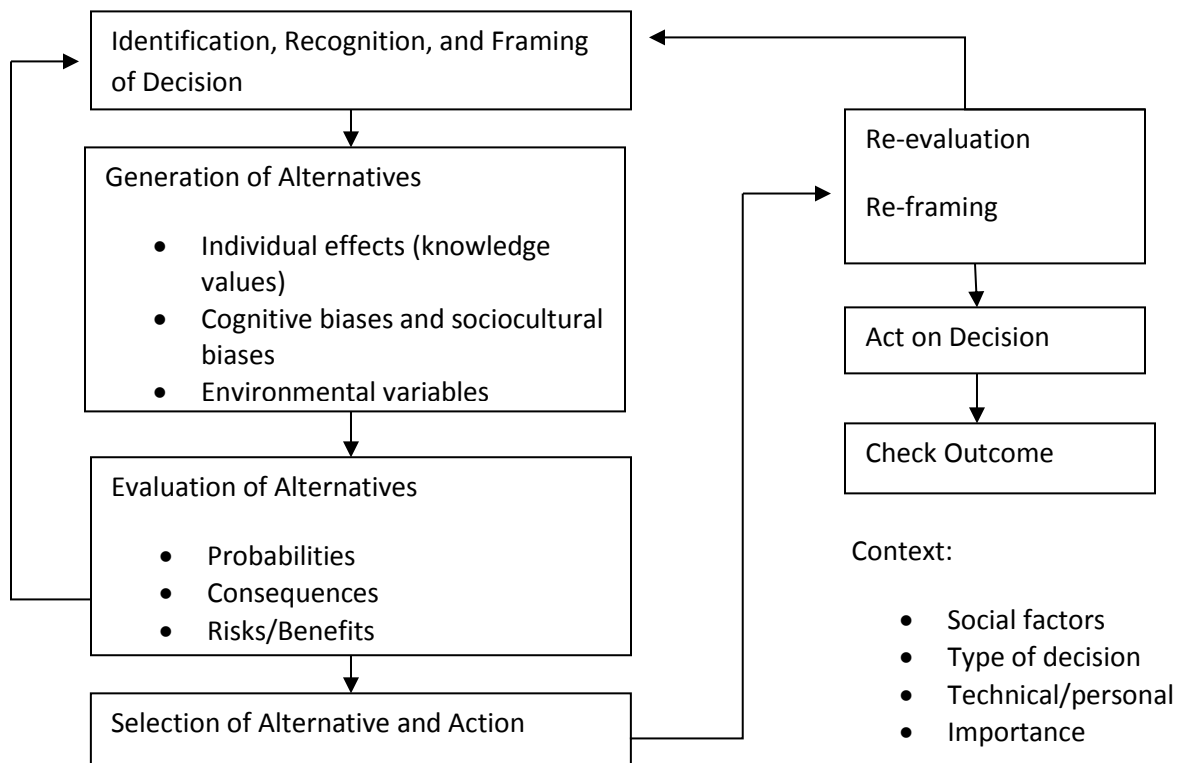 Identification, Recognition, and Framing
of Decision
Generation of Alternatives
• Individual effects (knowledge
values)
• Cognitive biases and sociocultural
biases
• Environmental variables
Evaluation of Alternatives
• Probabilities
• Consequences
• Risks/Benefits
Selection of Alternative and Action
Re-evaluation
Re-framing
Act on Decision
Check Outcome
Context:
• Social factors
• Type of decision
• Technical/personal
• Importance